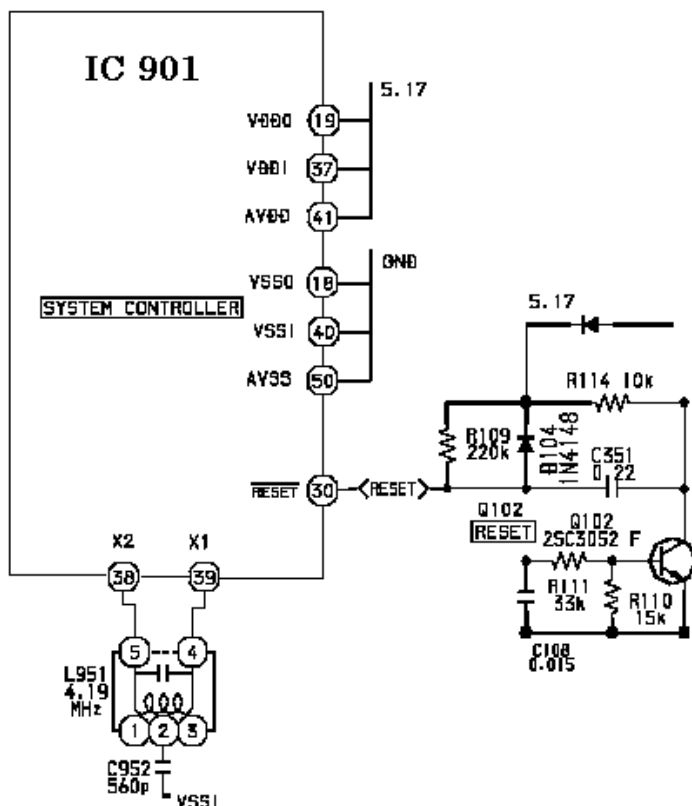 IC 901
5.17
VDD0 19
VDD1 37
AVDD 41
GND
VSS0 18
SYSTEM CONTROLLER
VSS1 40
AVSS 50
5.17
R114 10k
R109
220k
D104
1N4148
C351
0.22
RESET 30 RESET
Q102
RESET
Q102
2SC3052 F
R111
33k
R110
15k
C108
0.015
X2 X1
38 39
5 4
L951
4.19
MHz
1 2 3
C952
560p
VSS1